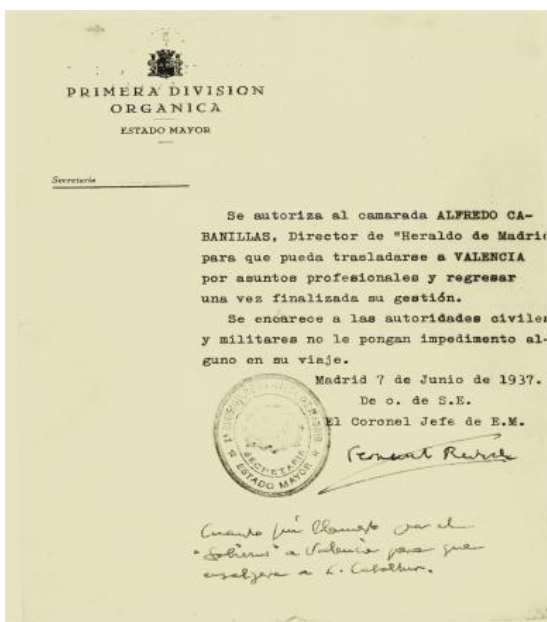 PRIMERA DIVISION
ORGANICA
ESTADO MAYOR
Secretaría
Se autoriza al camarada ALFREDO CA-
BANILLAS, Director de "Heraldo de Madrid
para que pueda trasladarse a VALENCIA
por asuntos profesionales y regresar
una vez finalizada su gestión.
Se encarece a las autoridades civiles
y militares no le pongan impedimento al-
guno en su viaje.
Madrid 7 de Junio de 1937.
De o. de S.E.
El Coronel Jefe de E.M.
SECRETARIA
ESTADO MAYOR
Cuando fui llamado por el
"Gobierno" a Valencia para que
a L. Caballero.